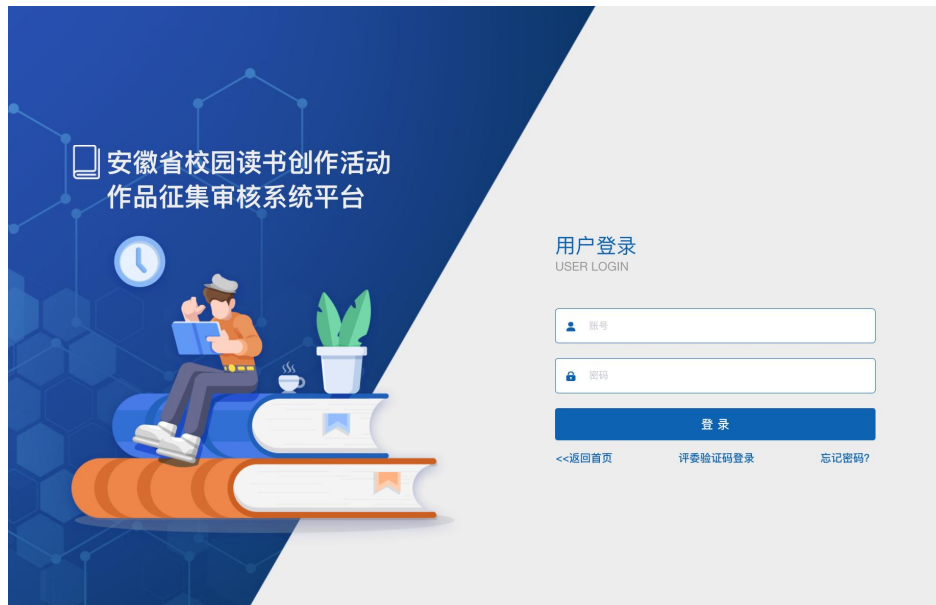 安徽省校园读书创作活动
作品征集审核系统平台
用户登录
USER LOGIN
账号
密码
登录
<<返回首页 评委验证码登录 忘记密码?